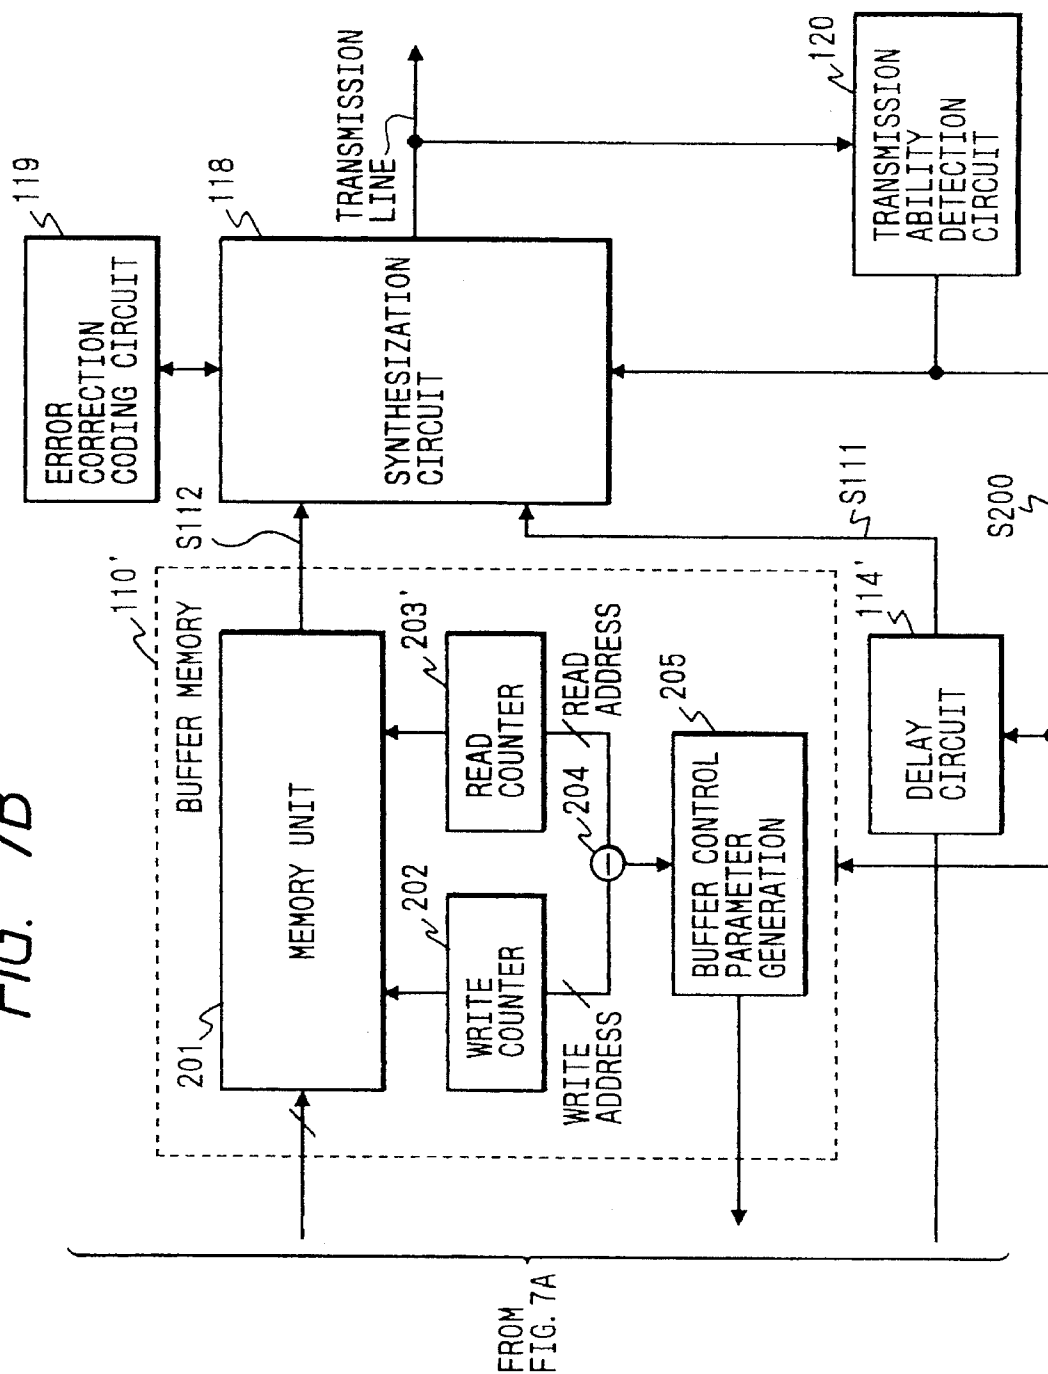 FIG. 7B
FROM
FIG. 7A
110'
BUFFER MEMORY
201
MEMORY UNIT
S112
202
WRITE
COUNTER
203'
READ
COUNTER
WRITE
ADDRESS
READ
ADDRESS
204
205
BUFFER CONTROL
PARAMETER
GENERATION
119
ERROR
CORRECTION
CODING CIRCUIT
118
SYNTHESIZATION
CIRCUIT
TRANSMISSION
LINE
120
TRANSMISSION
ABILITY
DETECTION
CIRCUIT
S111
114'
DELAY
CIRCUIT
S200